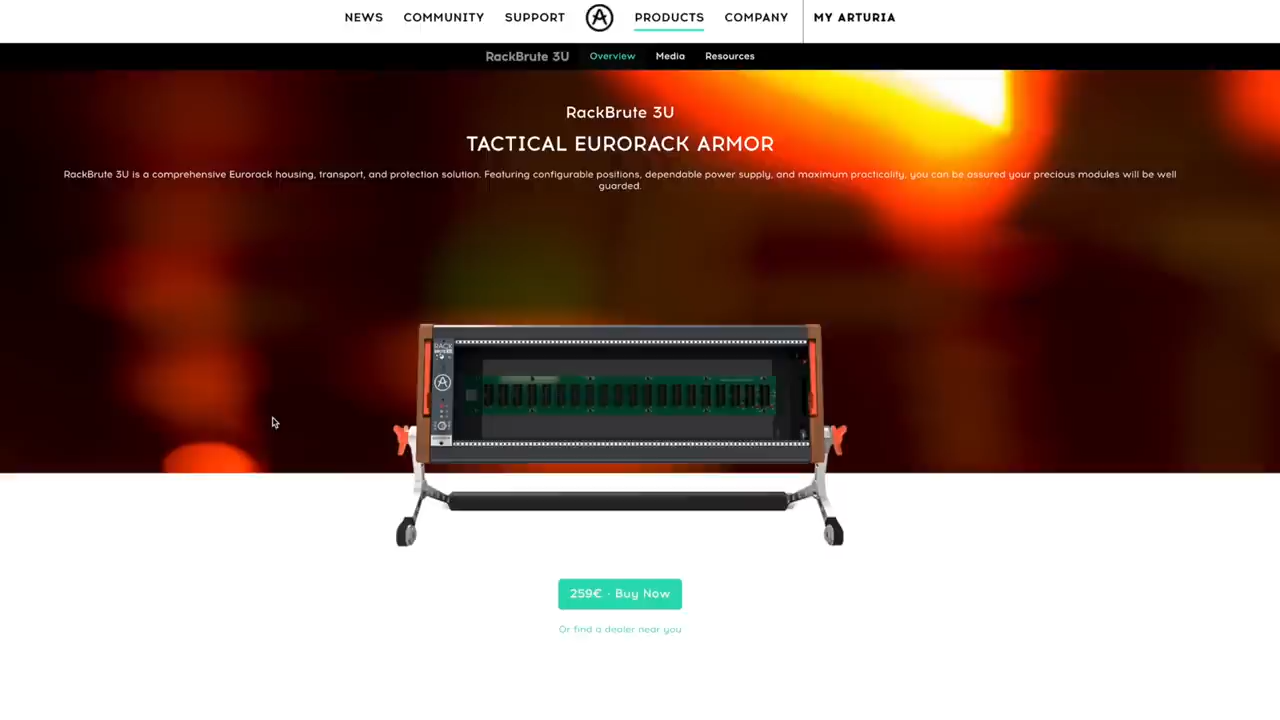 NEWS COMMUNITY SUPPORT PRODUCTS COMPANY MY ARTURIA
RackBrute 3U Overview Media Resources
RackBrute 3U
TACTICAL EURORACK ARMOR
RackBrute 3U is a comprehensive Eurorack housing, transport, and protection solution. Featuring configurable positions, dependable power supply, and maximum practicality, you can be assured your precious modules will be well
guarded.
RACK
259€ · Buy Now
Or find a dealer near you